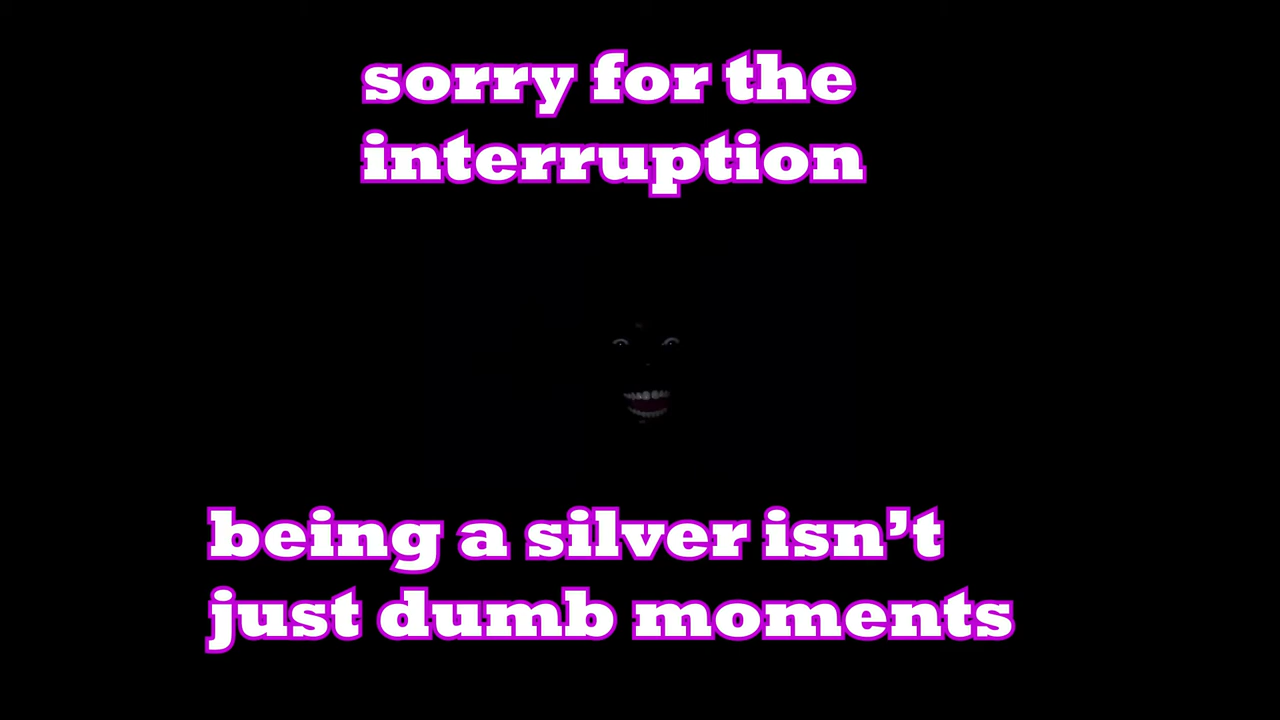 sorry for the
interruption
being a silver isn’t
just dumb moments